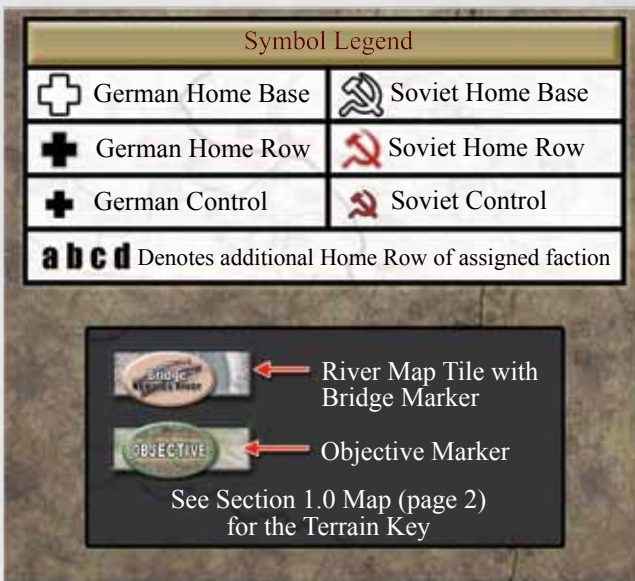 Symbol Legend
German Home Base
Soviet Home Base
German Home Row
Soviet Home Row
German Control
Soviet Control
a b c d Denotes additional Home Row of assigned faction
Bridge
River Map Tile with
Bridge Marker
OBJECTIVE
Objective Marker
See Section 1.0 Map (page 2)
for the Terrain Key